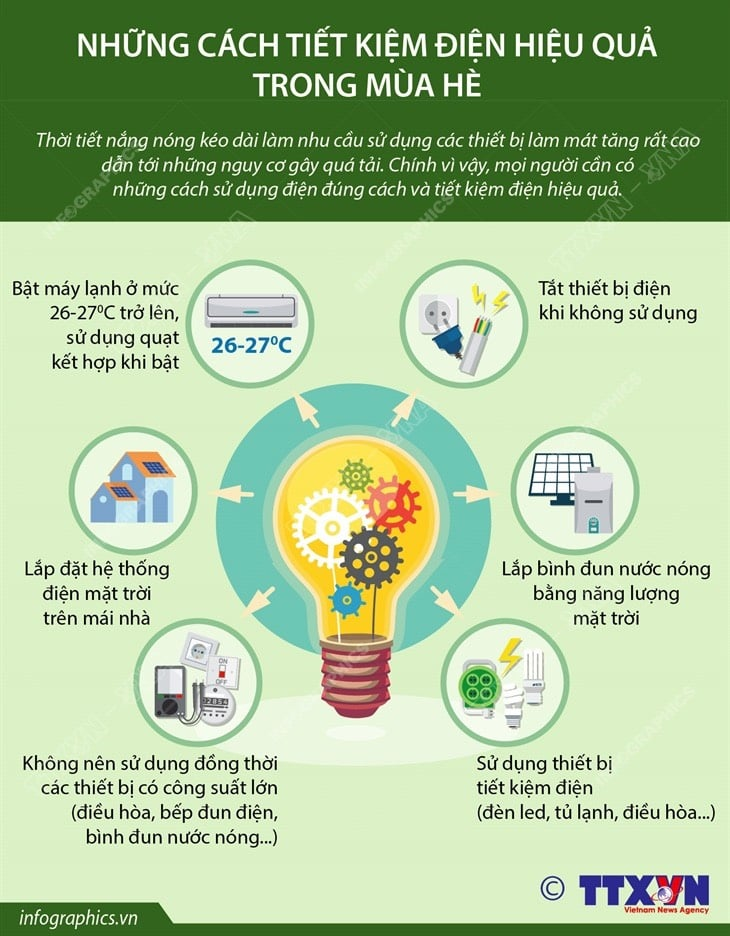 NHỮNG CÁCH TIẾT KIỆM ĐIỆN HIỆU QUẢ
TRONG MÙA HÈ
Thời tiết nắng nóng kéo dài làm nhu cầu sử dụng các thiết bị làm mát tăng rất cao
dẫn tới những nguy cơ gây quá tải. Chính vì vậy, mọi người cần có
những cách sử dụng điện đúng cách và tiết kiệm điện hiệu quả.
Bật máy lạnh ở mức
26-27⁰C trở lên,
sử dụng quạt
kết hợp khi bật
26-27⁰C
Tắt thiết bị điện
khi không sử dụng
Lắp đặt hệ thống
điện mặt trời
trên mái nhà
Lắp bình đun nước nóng
bằng năng lượng
mặt trời
ON
OFF
Không nên sử dụng đồng thời
các thiết bị có công suất lớn
(điều hòa, bếp đun điện,
bình đun nước nóng...)
Sử dụng thiết bị
tiết kiệm điện
(đèn led, tủ lạnh, điều hòa...)
© TTXVN
Vietnam News Agency
infographics.vn